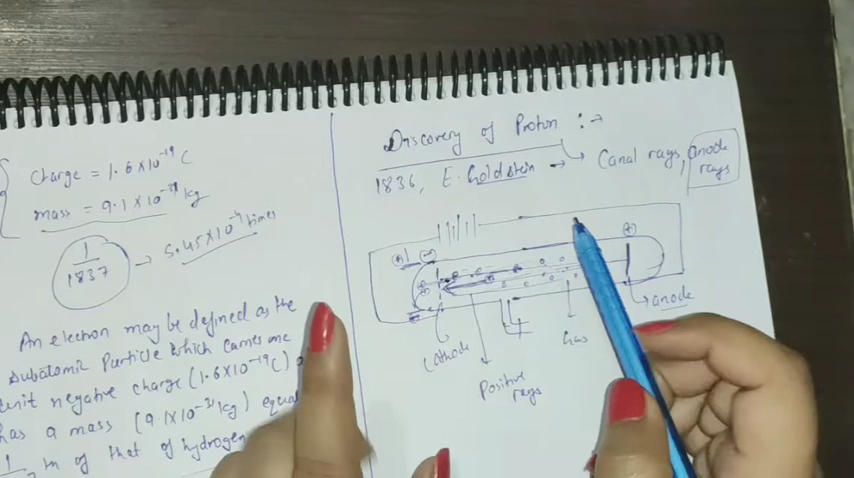 Charge = 1.6 x 10⁻¹⁹ C
mass = 9.1 x 10⁻³¹ kg
1/1837 → 5.45 x 10⁻⁴ times
An electron may be defined as the
subatomic Particle which carries one
unit negative charge (1.6 x 10⁻¹⁹ C)
has a mass (9.1 x 10⁻³¹ kg) equal
of that of hydrogen
Discovery of Proton :→
1836, E. Goldstein → Canal rays, anode rays
anode
Cathode
Gas
Positive rays